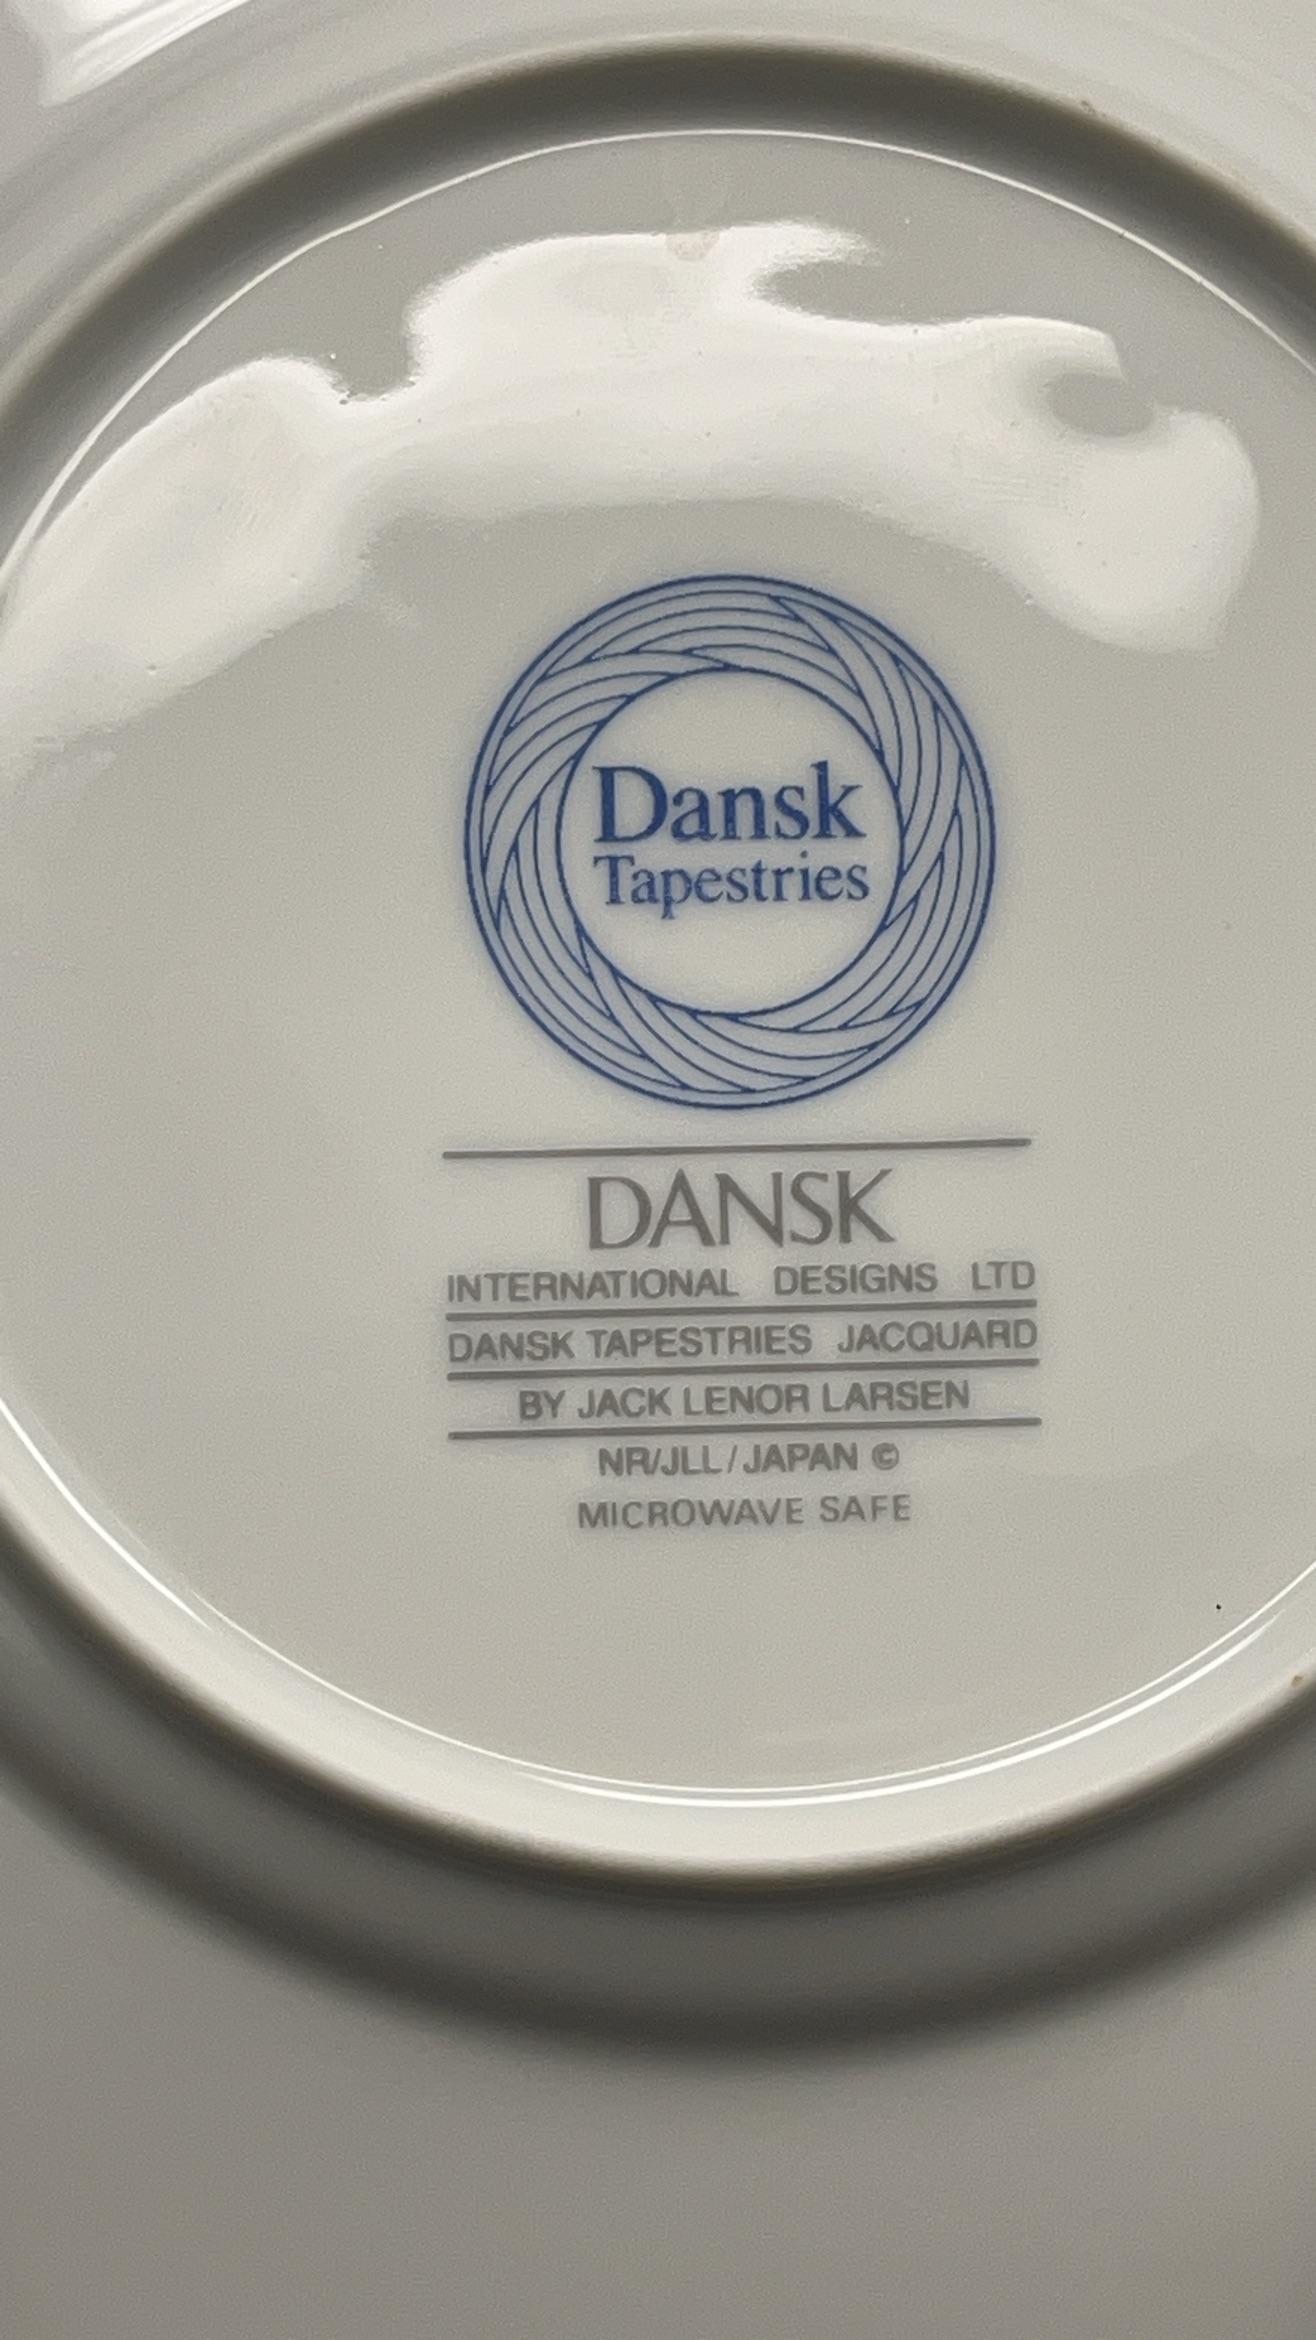 Dansk
Tapestries
DANSK
INTERNATIONAL DESIGNS LTD
DANSK TAPESTRIES JACQUARD
BY JACK LENOR LARSEN
NR/JLL/JAPAN ©
MICROWAVE SAFE